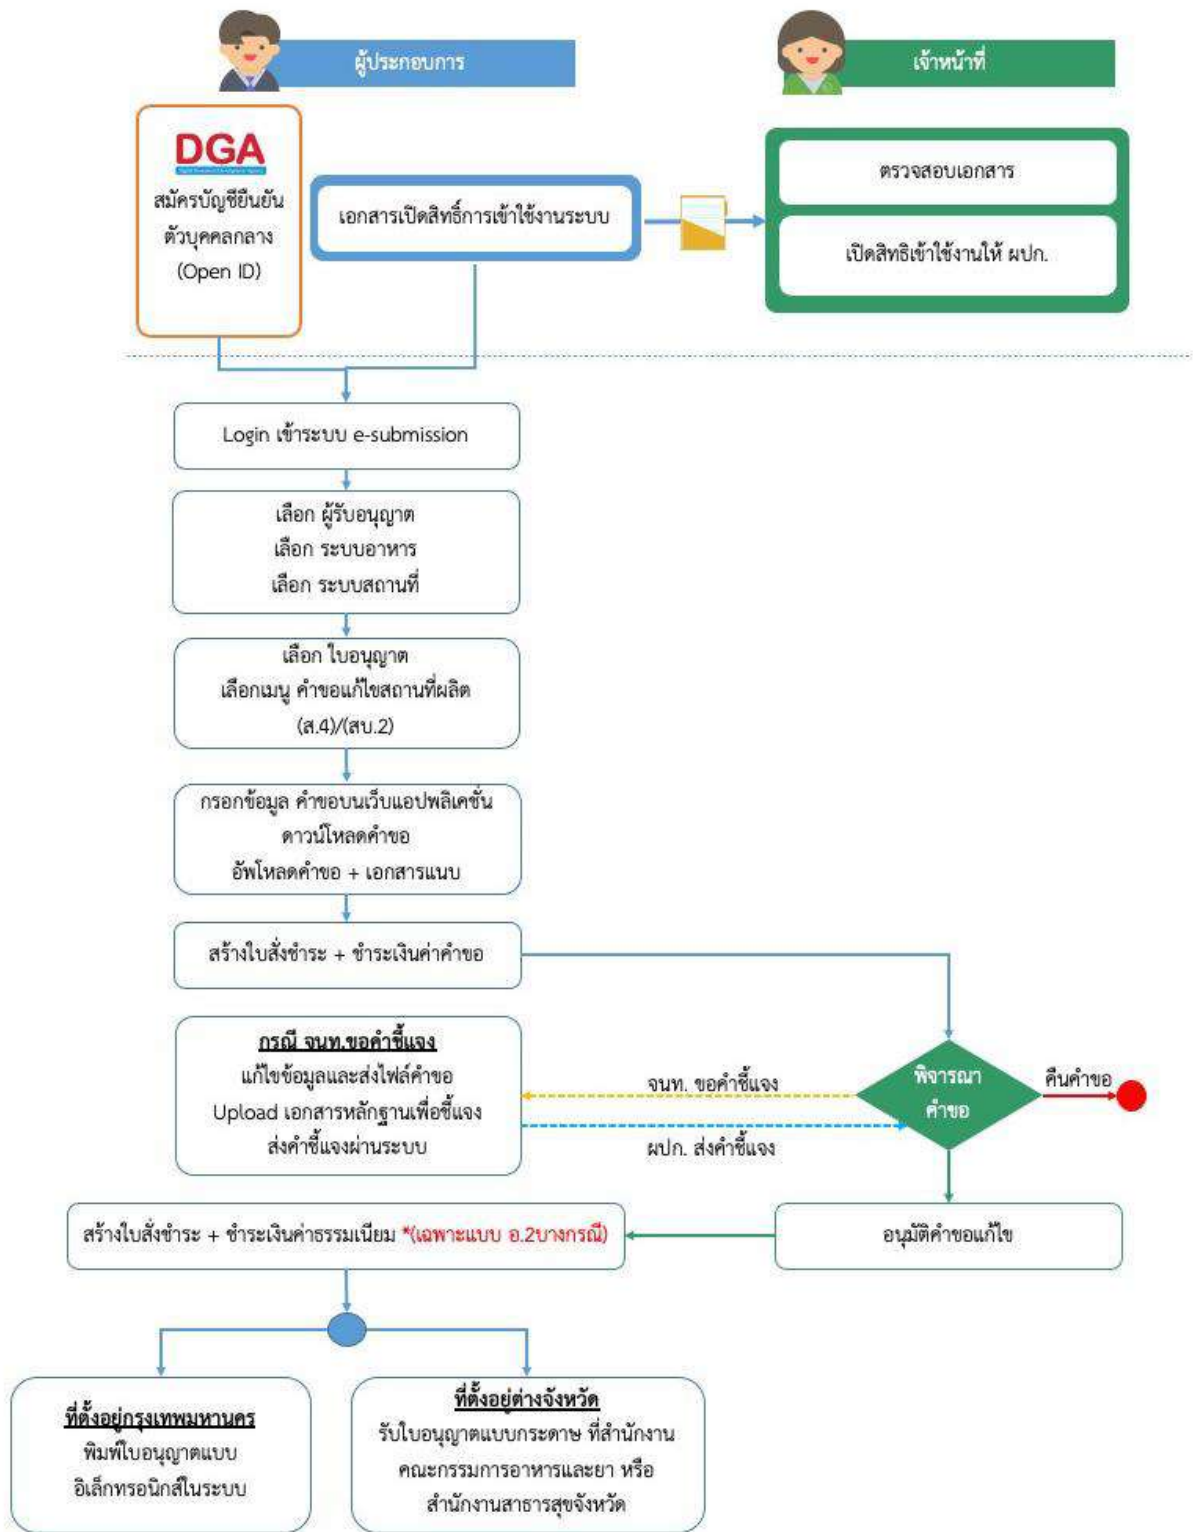 ผู้ประกอบการ
เจ้าหน้าที่
DGA
สมัครบัญชียืนยัน
ตัวบุคคลกลาง
(Open ID)
เอกสารเปิดสิทธิ์การเข้าใช้งานระบบ
ตรวจสอบเอกสาร
เปิดสิทธิเข้าใช้งานให้ ผปก.
Login เข้าระบบ e-submission
เลือก ผู้รับอนุญาต
เลือก ระบบอาหาร
เลือก ระบบสถานที่
เลือก ใบอนุญาต
เลือกเมนู คำขอแก้ไขสถานที่ผลิต
(ส.4)/(สบ.2)
กรอกข้อมูล คำขอบนเว็บแอปพลิเคชั่น
ดาวน์โหลดคำขอ
อัพโหลดคำขอ + เอกสารแนบ
สร้างใบสั่งชำระ + ชำระเงินค่าคำขอ
กรณี จนท.ขอคำชี้แจง
แก้ไขข้อมูลและส่งไฟล์คำขอ
Upload เอกสารหลักฐานเพื่อชี้แจง
ส่งคำชี้แจงผ่านระบบ
จนท. ขอคำชี้แจง
ผปก. ส่งคำชี้แจง
พิจารณา
คำขอ
คืนคำขอ
สร้างใบสั่งชำระ + ชำระเงินค่าธรรมเนียม *(เฉพาะแบบ อ.2บางกรณี)
อนุมัติคำขอแก้ไข
ที่ตั้งอยู่กรุงเทพมหานคร
พิมพ์ใบอนุญาตแบบ
อิเล็กทรอนิกส์ในระบบ
ที่ตั้งอยู่ต่างจังหวัด
รับใบอนุญาตแบบกระดาษ ที่สำนักงาน
คณะกรรมการอาหารและยา หรือ
สำนักงานสาธารสุขจังหวัด